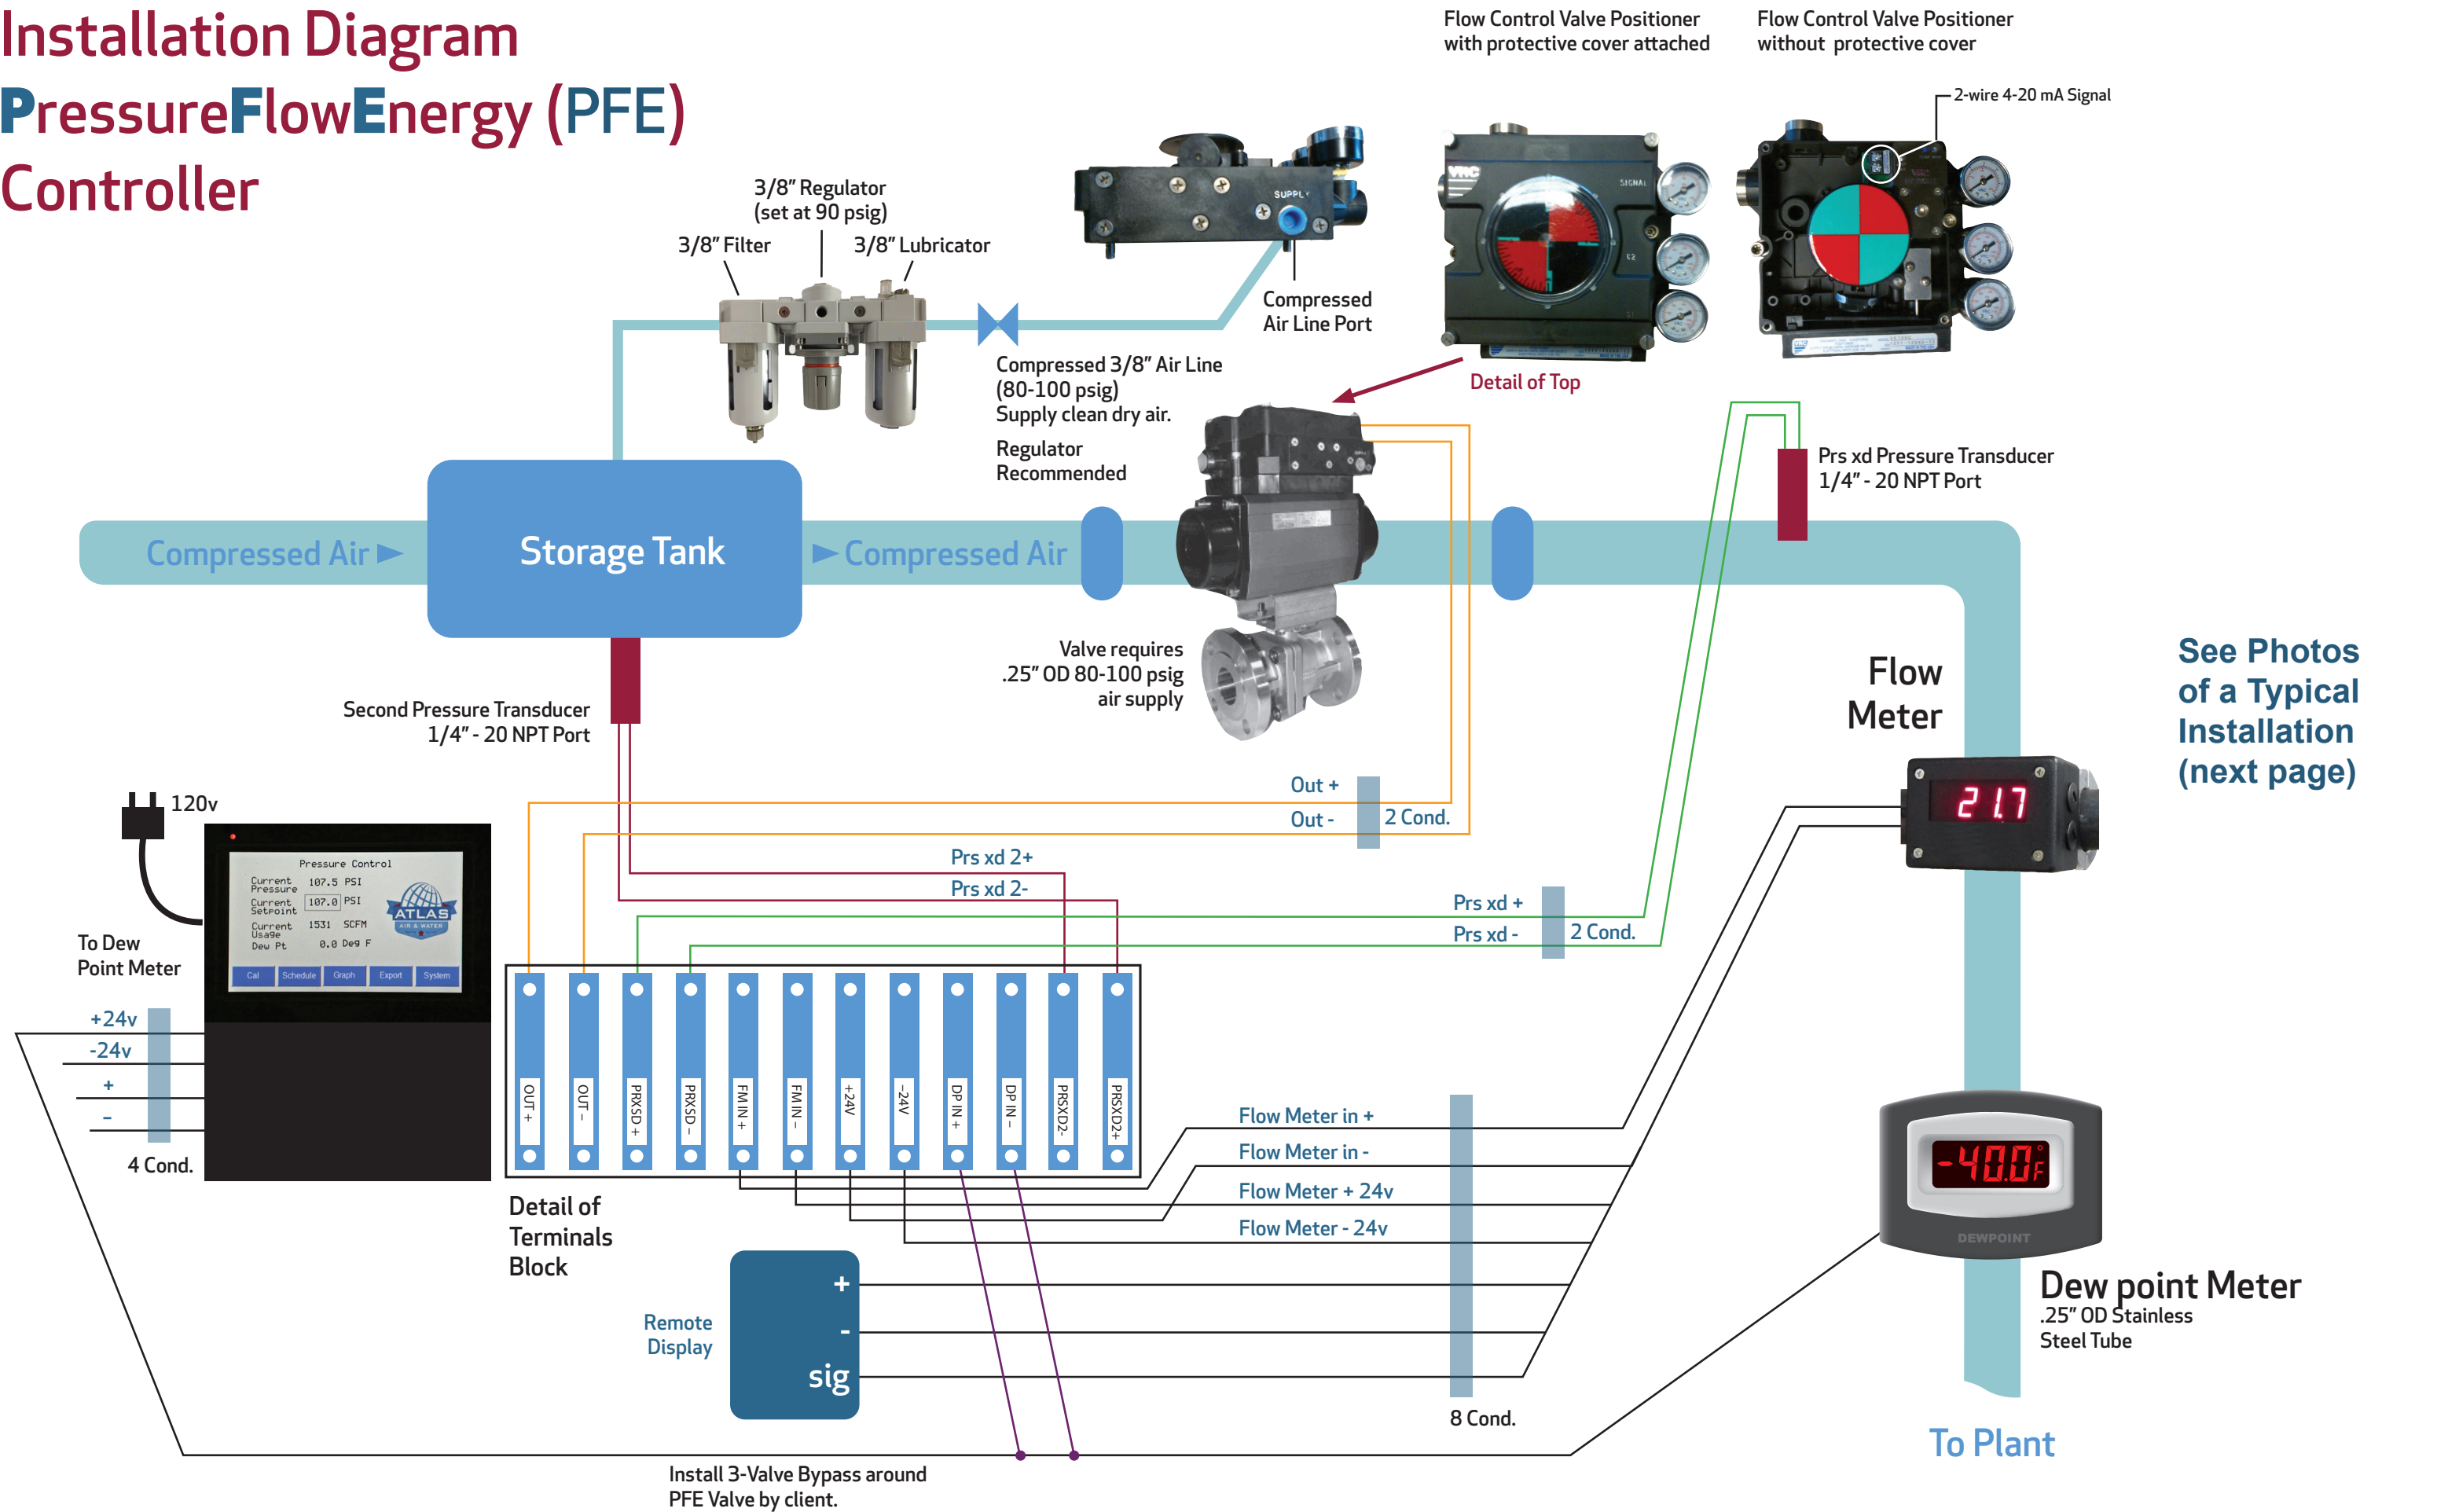 Installation Diagram
PressureFlowEnergy (PFE)
Controller
Flow Control Valve Positioner
with protective cover attached
Flow Control Valve Positioner
without protective cover
2-wire 4-20 mA Signal
3/8” Regulator
(set at 90 psig)
3/8” Filter
3/8” Lubricator
SUPPLY
Compressed
Air Line Port
VRC
SIGNAL
Detail of Top
Compressed 3/8” Air Line
(80-100 psig)
Supply clean dry air.
Regulator
Recommended
Prs xd Pressure Transducer
1/4” - 20 NPT Port
Compressed Air
Storage Tank
Compressed Air
Valve requires
.25” OD 80-100 psig
air supply
Second Pressure Transducer
1/4” - 20 NPT Port
Flow
Meter
See Photos
of a Typical
Installation
(next page)
21.7
120v
Out +
Out -
2 Cond.
Prs xd 2+
Prs xd 2-
Prs xd +
Prs xd -
2 Cond.
Pressure Control
Current
Pressure
107.5 PSI
Current
Setpoint
107.0 PSI
Current
Usage
1531 SCFM
Dew Pt
0.0 Deg F
ATLAS
AIR & WATER
Cal
Schedule
Graph
Export
System
To Dew
Point Meter
+24v
-24v
+
–
4 Cond.
OUT +
OUT –
PRXSD +
PRXSD –
FM IN +
FM IN –
+24V
–24V
DP IN +
DP IN –
PRSXD2-
PRSXD2+
Detail of
Terminals
Block
Flow Meter in +
Flow Meter in -
Flow Meter + 24v
Flow Meter - 24v
Remote
Display
+
-
sig
8 Cond.
-40.0°F
DEWPOINT
Dew point Meter
.25” OD Stainless
Steel Tube
To Plant
Install 3-Valve Bypass around
PFE Valve by client.